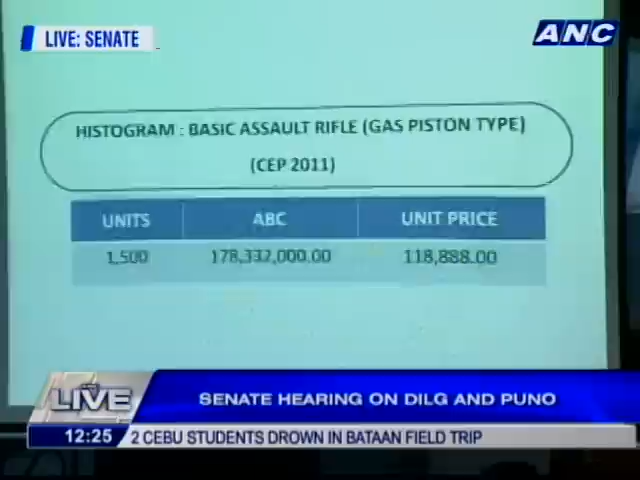 LIVE: SENATE
ANC
HISTOGRAM : BASIC ASSAULT RIFLE (GAS PISTON TYPE)
(CEP 2011)
UNITS ABC UNIT PRICE
1,500 178,332,000.00 118,888.00
LIVE SENATE HEARING ON DILG AND PUNO
12:25 2 CEBU STUDENTS DROWN IN BATAAN FIELD TRIP